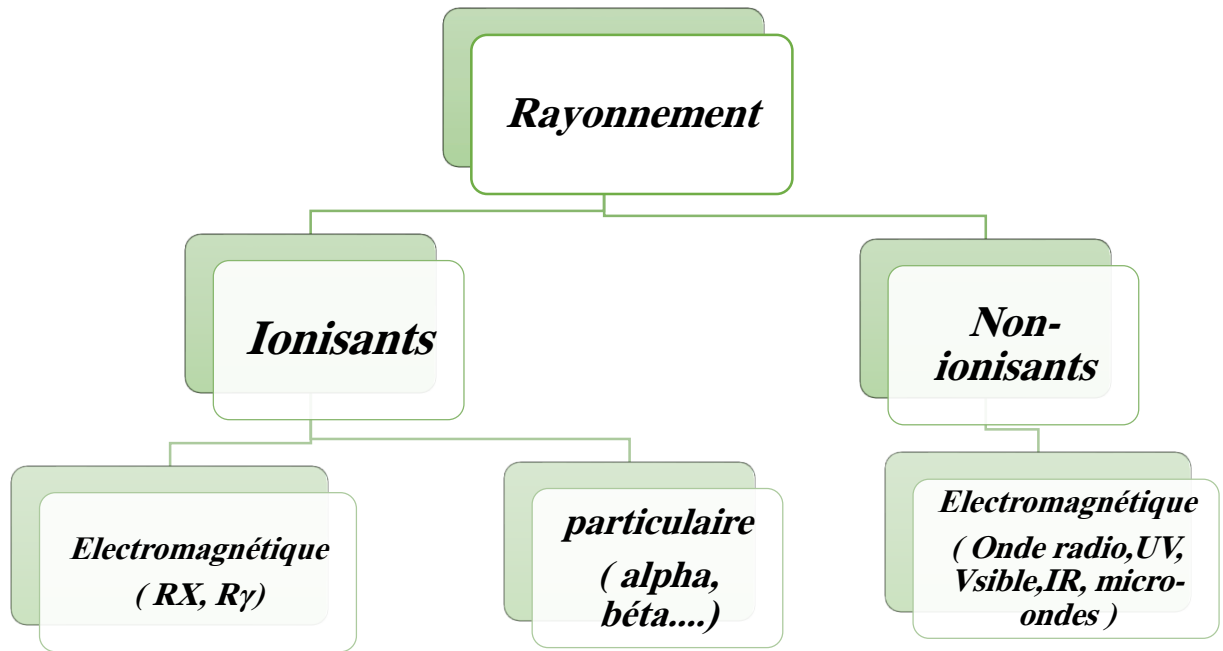 Rayonnement
Ionisants
Non-
ionisants
Electromagnétique
( RX, Rγ)
particulaire
( alpha,
béta....)
Electromagnétique
( Onde radio,UV,
Vsible,IR, micro-
ondes )